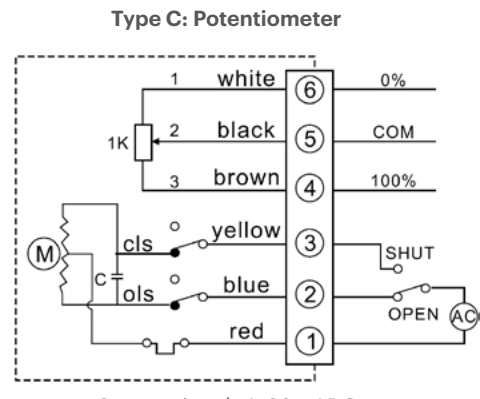 Type C: Potentiometer
1 white 6 0%
1K 2 black 5 COM
3 brown 4 100%
cls yellow 3 SHUT
M
C
ols blue 2 OPEN AC
red 1